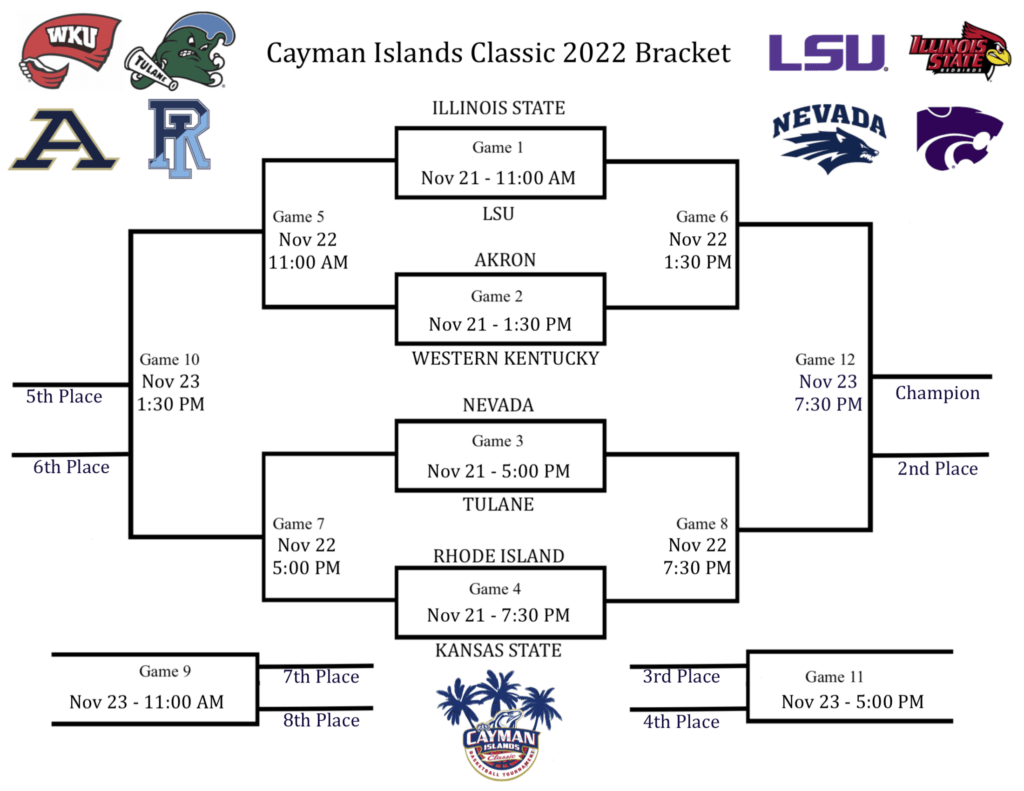 WKU
TULANE
Cayman Islands Classic 2022 Bracket
LSU
ILLINOIS
STATE
REDBIRDS
A
RI
NEVADA
ILLINOIS STATE
Game 1
Nov 21 - 11:00 AM
LSU
Game 5
Nov 22
11:00 AM
Game 6
Nov 22
1:30 PM
AKRON
Game 2
Nov 21 - 1:30 PM
WESTERN KENTUCKY
Game 10
Nov 23
1:30 PM
5th Place
6th Place
Game 12
Nov 23
7:30 PM
Champion
2nd Place
NEVADA
Game 3
Nov 21 - 5:00 PM
TULANE
Game 7
Nov 22
5:00 PM
Game 8
Nov 22
7:30 PM
RHODE ISLAND
Game 4
Nov 21 - 7:30 PM
KANSAS STATE
Game 9
Nov 23 - 11:00 AM
7th Place
8th Place
3rd Place
4th Place
Game 11
Nov 23 - 5:00 PM
CAYMAN
ISLANDS
Classic
BASKETBALL TOURNAMENT